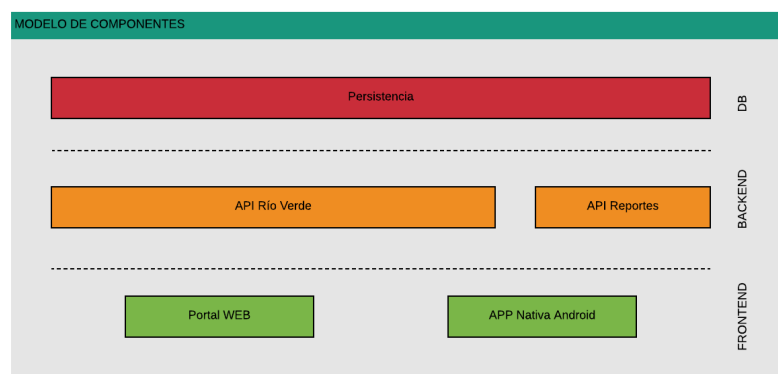 MODELO DE COMPONENTES
Persistencia
DB
API Río Verde
API Reportes
BACKEND
Portal WEB
APP Nativa Android
FRONTEND